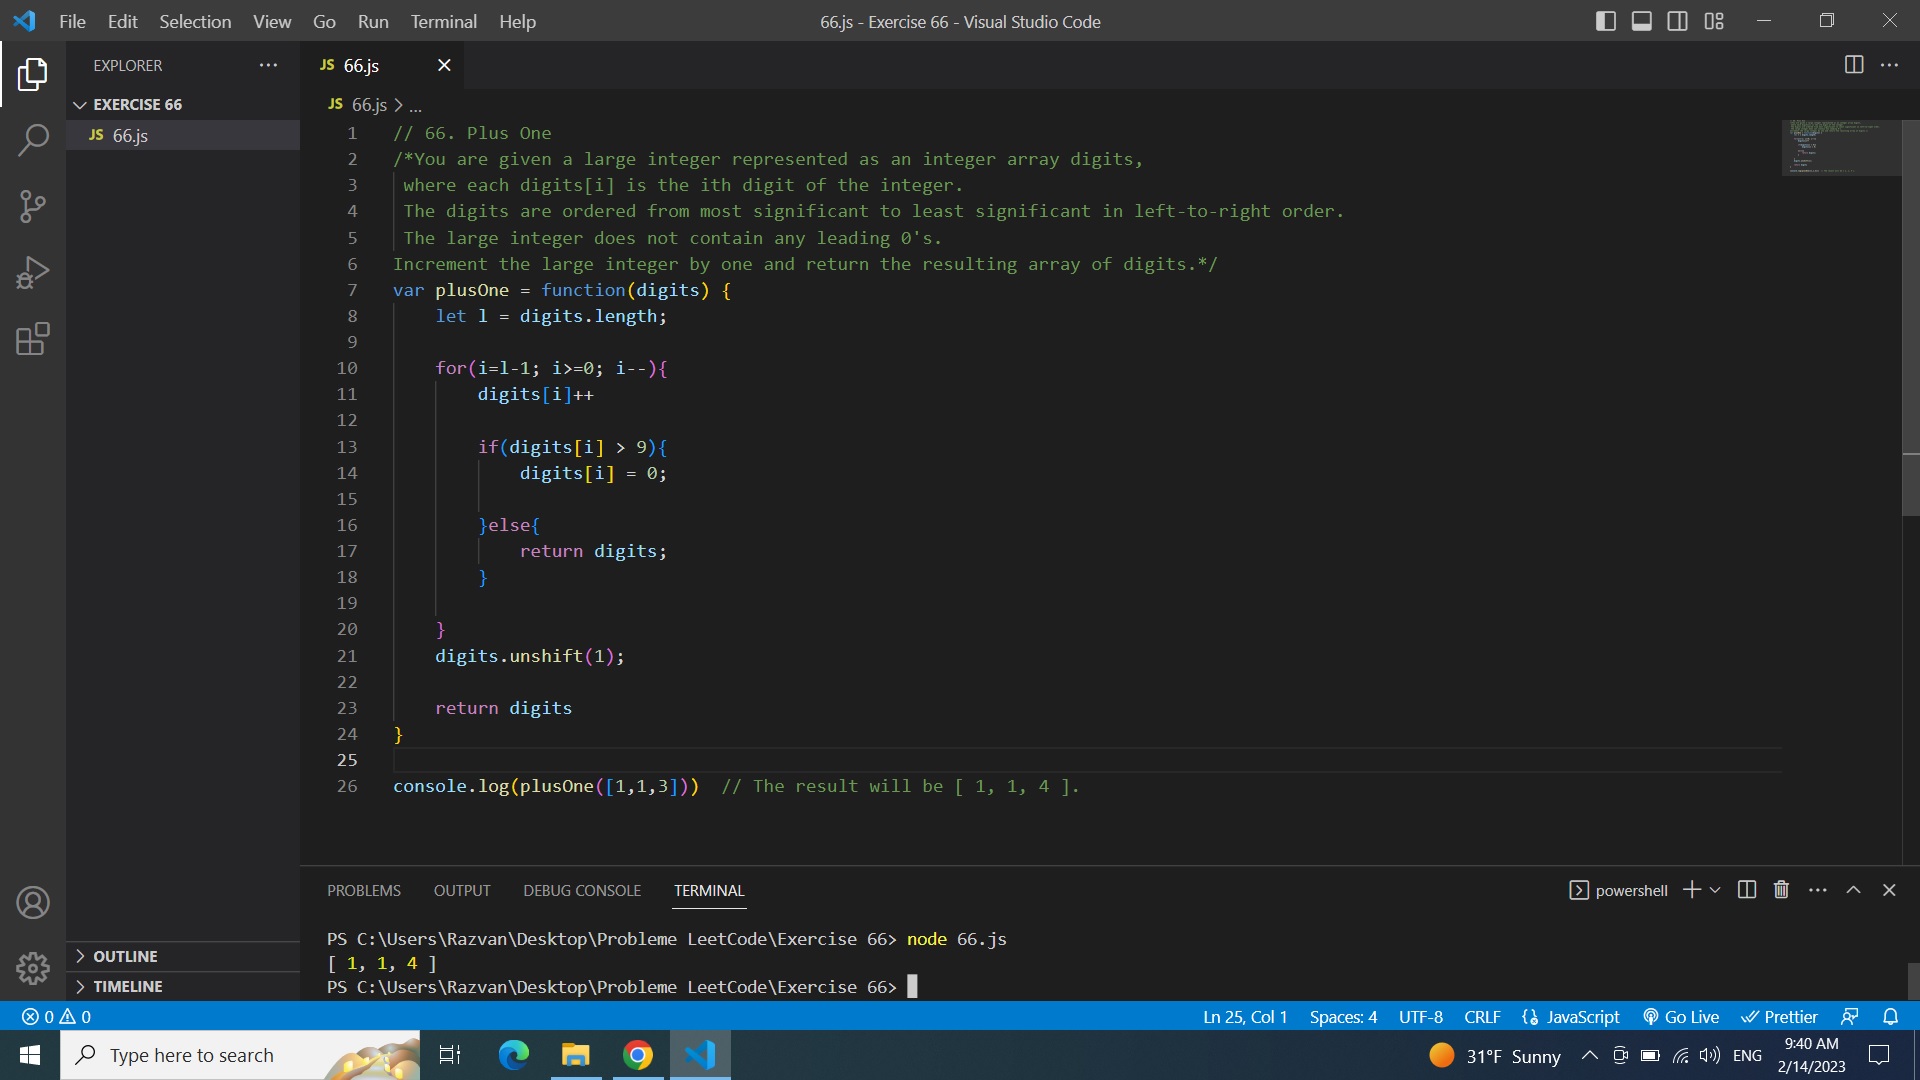 File Edit Selection View Go Run Terminal Help
66.js - Exercise 66 - Visual Studio Code
EXPLORER
EXERCISE 66
JS 66.js
JS 66.js
JS 66.js > ...
1 // 66. Plus One
2 /*You are given a large integer represented as an integer array digits,
3 where each digits[i] is the ith digit of the integer.
4 The digits are ordered from most significant to least significant in left-to-right order.
5 The large integer does not contain any leading 0's.
6 Increment the large integer by one and return the resulting array of digits.*/
7 var plusOne = function(digits) {
8 let l = digits.length;
9
10 for(i=l-1; i>=0; i--){
11 digits[i]++
12
13 if(digits[i] > 9){
14 digits[i] = 0;
15
16 }else{
17 return digits;
18 }
19
20 }
21 digits.unshift(1);
22
23 return digits
24 }
25
26 console.log(plusOne([1,1,3])) // The result will be [ 1, 1, 4 ].
OUTLINE
TIMELINE
PROBLEMS OUTPUT DEBUG CONSOLE TERMINAL
powershell
PS C:\Users\Razvan\Desktop\Probleme LeetCode\Exercise 66> node 66.js
[ 1, 1, 4 ]
PS C:\Users\Razvan\Desktop\Probleme LeetCode\Exercise 66>
0 0
Ln 25, Col 1 Spaces: 4 UTF-8 CRLF JavaScript Go Live Prettier
Type here to search
31°F Sunny
ENG
9:40 AM
2/14/2023